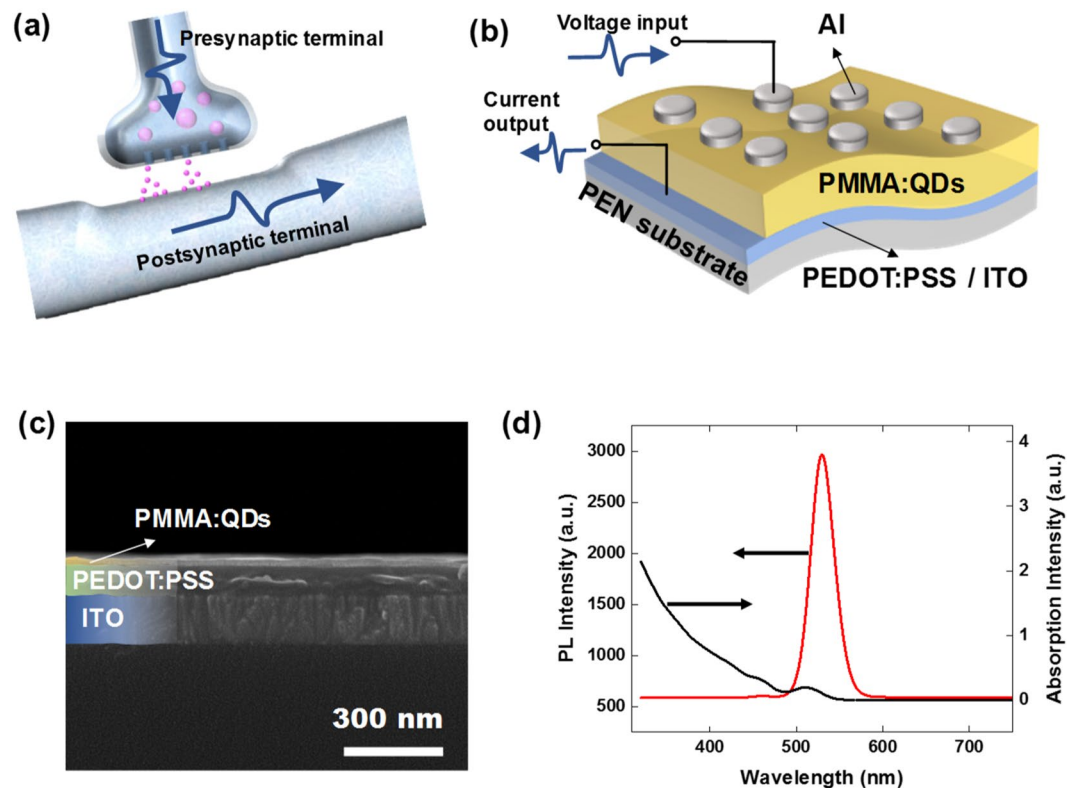 (a)
Presynaptic terminal
Postsynaptic terminal
(b)
Voltage input
Al
Current
output
PMMA:QDs
PEN substrate
PEDOT:PSS / ITO
(c)
PMMA:QDs
PEDOT:PSS
ITO
300 nm
(d)
PL Intensity (a.u.)
3000
2500
2000
1500
1000
500
4
3
2
1
0
Absorption Intensity (a.u.)
400 500 600 700
Wavelength (nm)